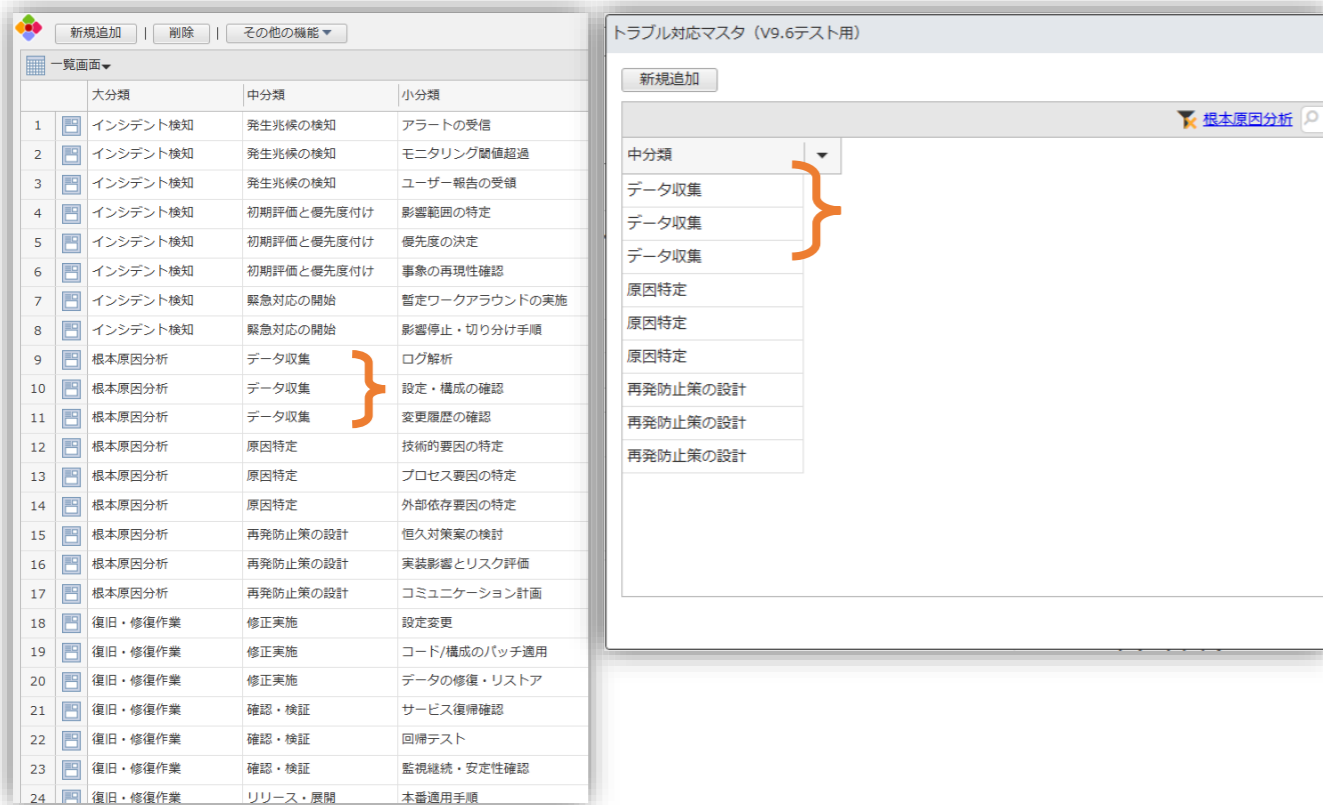 新規追加 | 削除 | その他の機能▼
一覧画面▼
大分類 中分類 小分類
1 インシデント検知 発生兆候の検知 アラートの受信
2 インシデント検知 発生兆候の検知 モニタリング閾値超過
3 インシデント検知 発生兆候の検知 ユーザー報告の受領
4 インシデント検知 初期評価と優先度付け 影響範囲の特定
5 インシデント検知 初期評価と優先度付け 優先度の決定
6 インシデント検知 初期評価と優先度付け 事象の再現性確認
7 インシデント検知 緊急対応の開始 暫定ワークアラウンドの実施
8 インシデント検知 緊急対応の開始 影響停止・切り分け手順
9 根本原因分析 データ収集 ログ解析
10 根本原因分析 データ収集 設定・構成の確認
11 根本原因分析 データ収集 変更履歴の確認
12 根本原因分析 原因特定 技術的要因の特定
13 根本原因分析 原因特定 プロセス要因の特定
14 根本原因分析 原因特定 外部依存要因の特定
15 根本原因分析 再発防止策の設計 恒久対策案の検討
16 根本原因分析 再発防止策の設計 実装影響とリスク評価
17 根本原因分析 再発防止策の設計 コミュニケーション計画
18 復旧・修復作業 修正実施 設定変更
19 復旧・修復作業 修正実施 コード/構成のパッチ適用
20 復旧・修復作業 修正実施 データの修復・リストア
21 復旧・修復作業 確認・検証 サービス復帰確認
22 復旧・修復作業 確認・検証 回帰テスト
23 復旧・修復作業 確認・検証 監視継続・安定性確認
24 復旧・修復作業 リリース・展開 本番適用手順
トラブル対応マスタ（V9.6テスト用）
新規追加
根本原因分析
中分類
データ収集
データ収集
データ収集
原因特定
原因特定
原因特定
再発防止策の設計
再発防止策の設計
再発防止策の設計